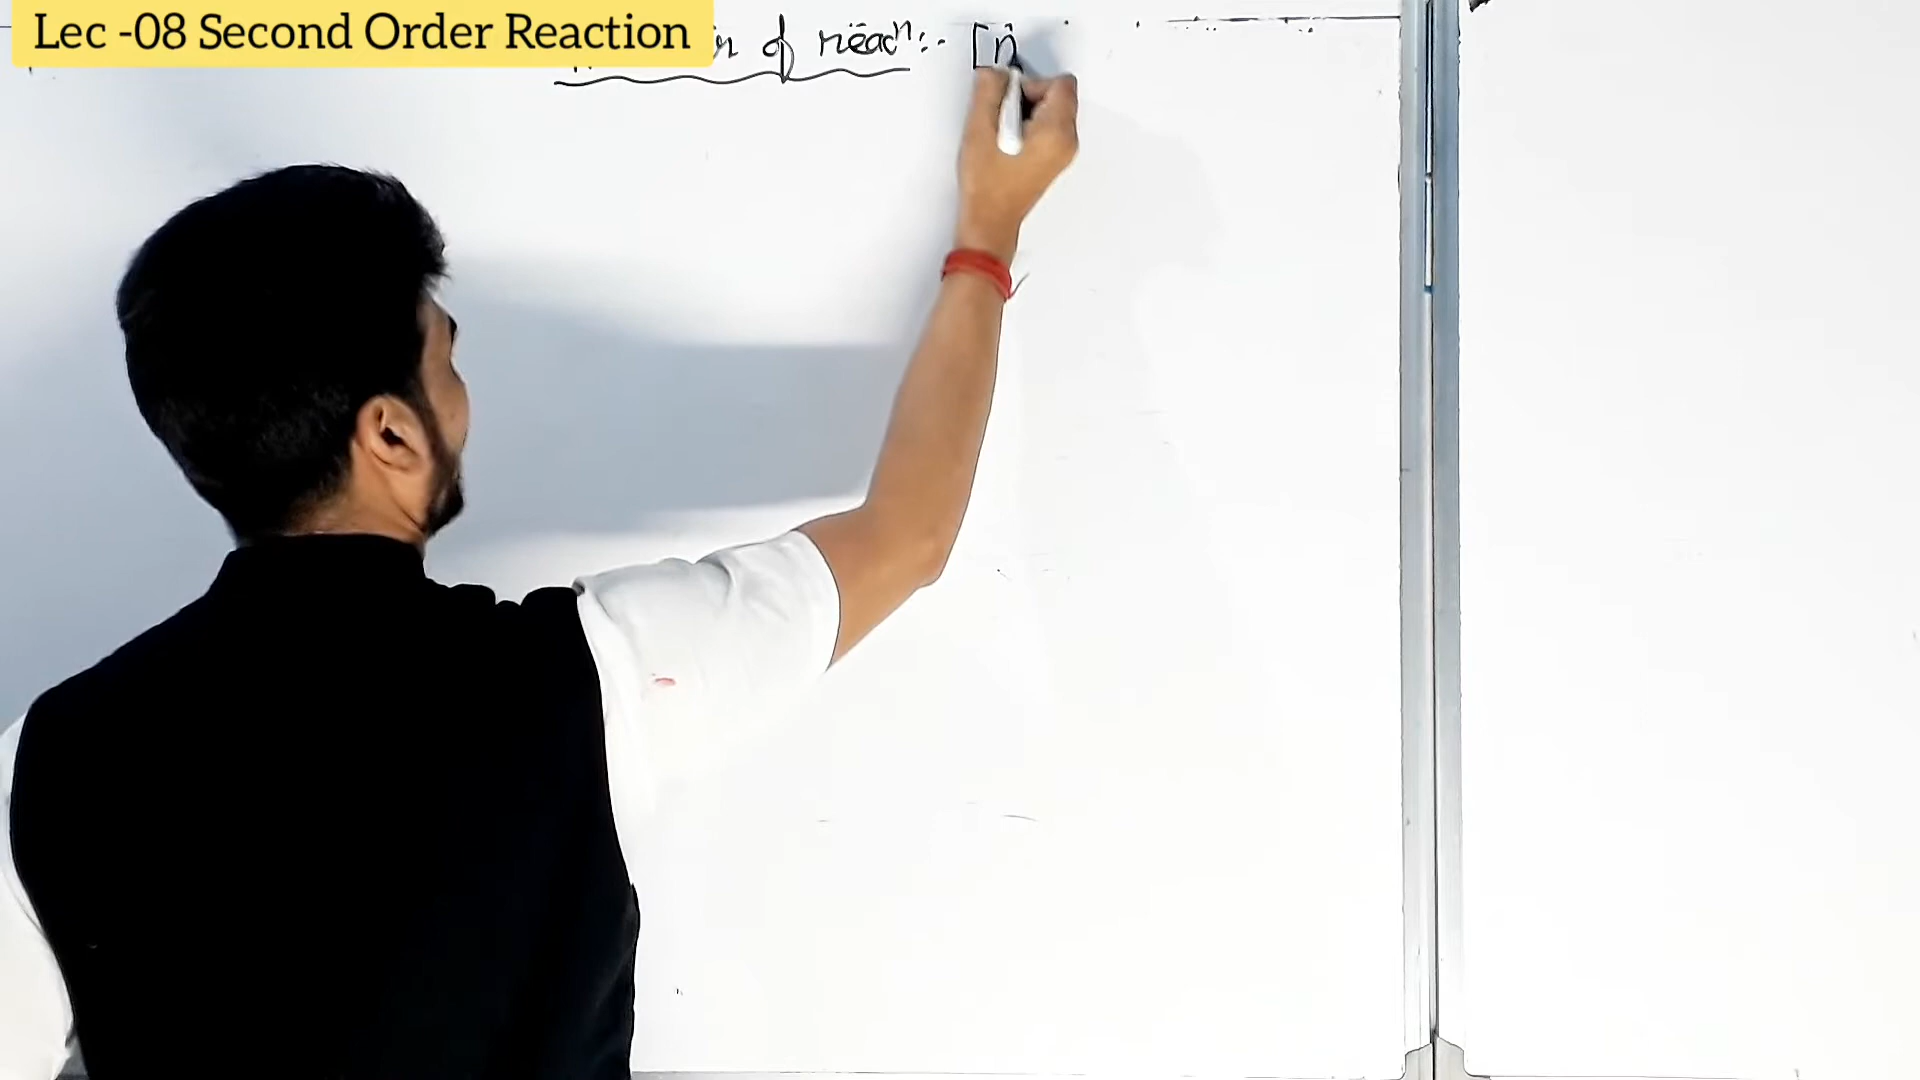 Lec -08 Second Order Reaction
of reacⁿ:- [n